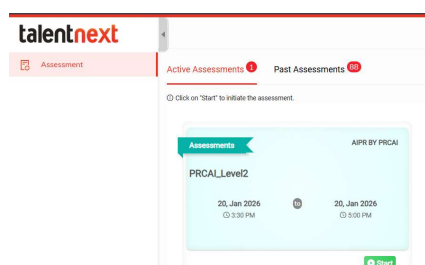 talentnext
Assessment
Active Assessments 1 Past Assessments 88
Click on "Start" to initiate the assessment.
Assessments
AIPR BY PRCAI
PRCAI_Level2
20, Jan 2026 to 20, Jan 2026
3:30 PM 5:00 PM
Start